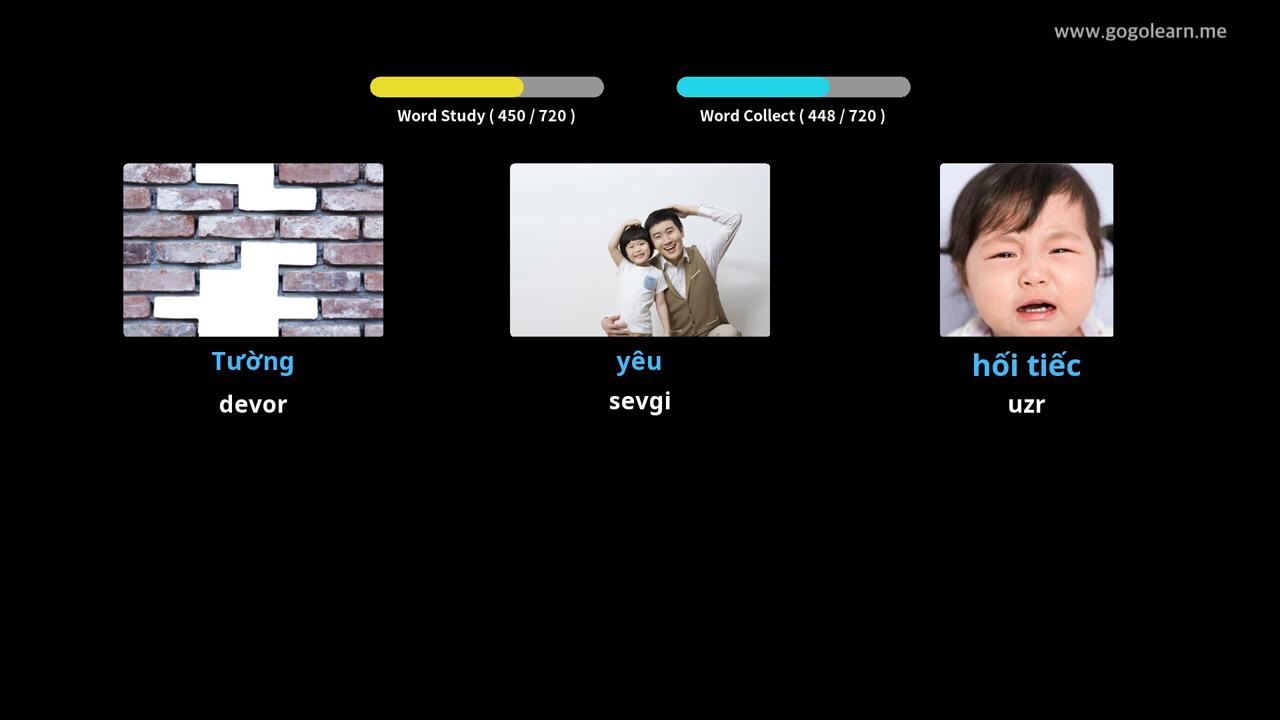 www.gogolearn.me
Word Study ( 450 / 720 )
Word Collect ( 448 / 720 )
Tường
devor
yêu
sevgi
hối tiếc
uzr